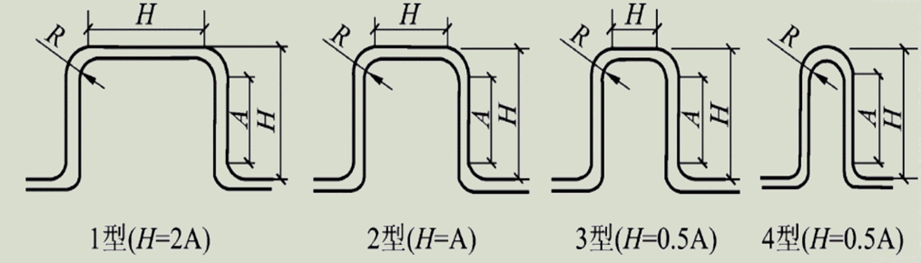 H R A H
H R A H
H R A H
R A H
1型(H=2A) 2型(H=A) 3型(H=0.5A) 4型(H=0.5A)